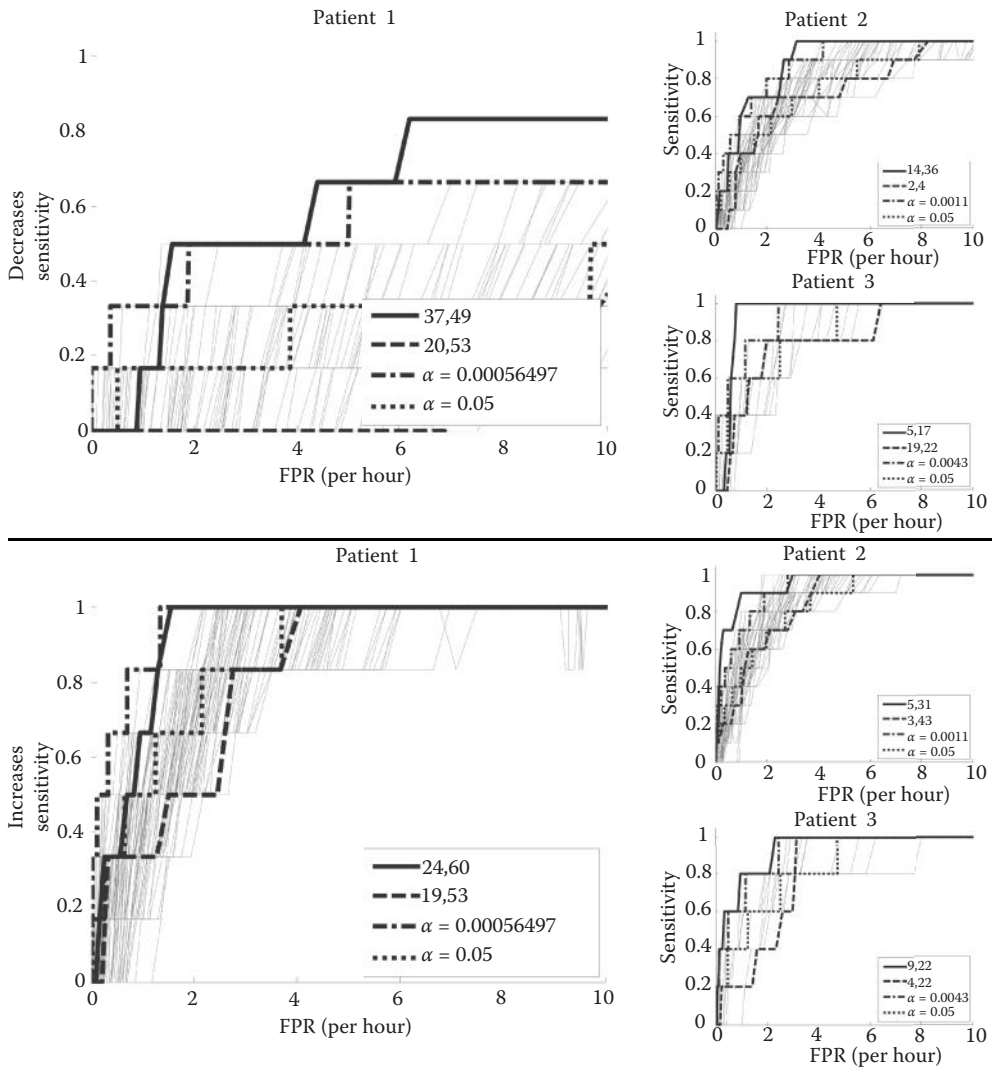 Patient 1
1
0.8
0.6
0.4
0.2
0
Decreases
sensitivity
0 2 4 6 8 10
FPR (per hour)
37,49
20,53
α = 0.00056497
α = 0.05
Patient 2
1
0.8
0.6
0.4
0.2
0
Sensitivity
0 2 4 6 8 10
FPR (per hour)
14,36
2,4
α = 0.0011
α = 0.05
Patient 3
1
0.8
0.6
0.4
0.2
0
Sensitivity
0 2 4 6 8 10
FPR (per hour)
5,17
19,22
α = 0.0043
α = 0.05
Patient 1
1
0.8
0.6
0.4
0.2
0
Increases
sensitivity
0 2 4 6 8 10
FPR (per hour)
24,60
19,53
α = 0.00056497
α = 0.05
Patient 2
1
0.8
0.6
0.4
0.2
0
Sensitivity
0 2 4 6 8 10
FPR (per hour)
5,31
3,43
α = 0.0011
α = 0.05
Patient 3
1
0.8
0.6
0.4
0.2
0
Sensitivity
0 2 4 6 8 10
FPR (per hour)
9,22
4,22
α = 0.0043
α = 0.05